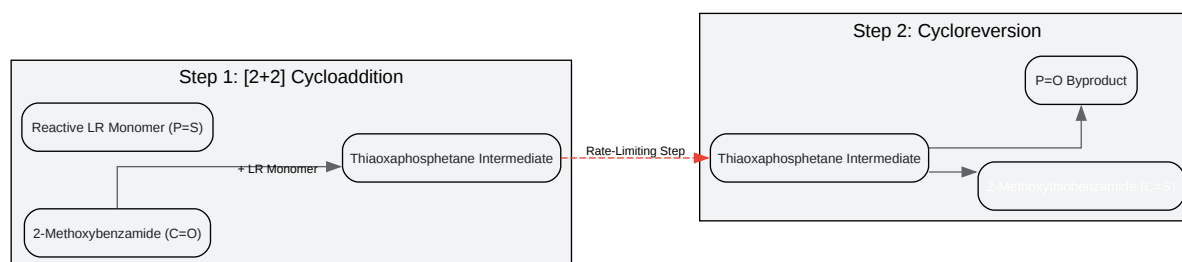 Step 1: [2+2] Cycloaddition
Reactive LR Monomer (P=S)
+ LR Monomer
Thiaoxaphosphetane Intermediate
2-Methoxybenzamide (C=O)
Rate-Limiting Step
Step 2: Cycloreversion
P=O Byproduct
Thiaoxaphosphetane Intermediate
2-Methoxythiobenzamide (C=S)